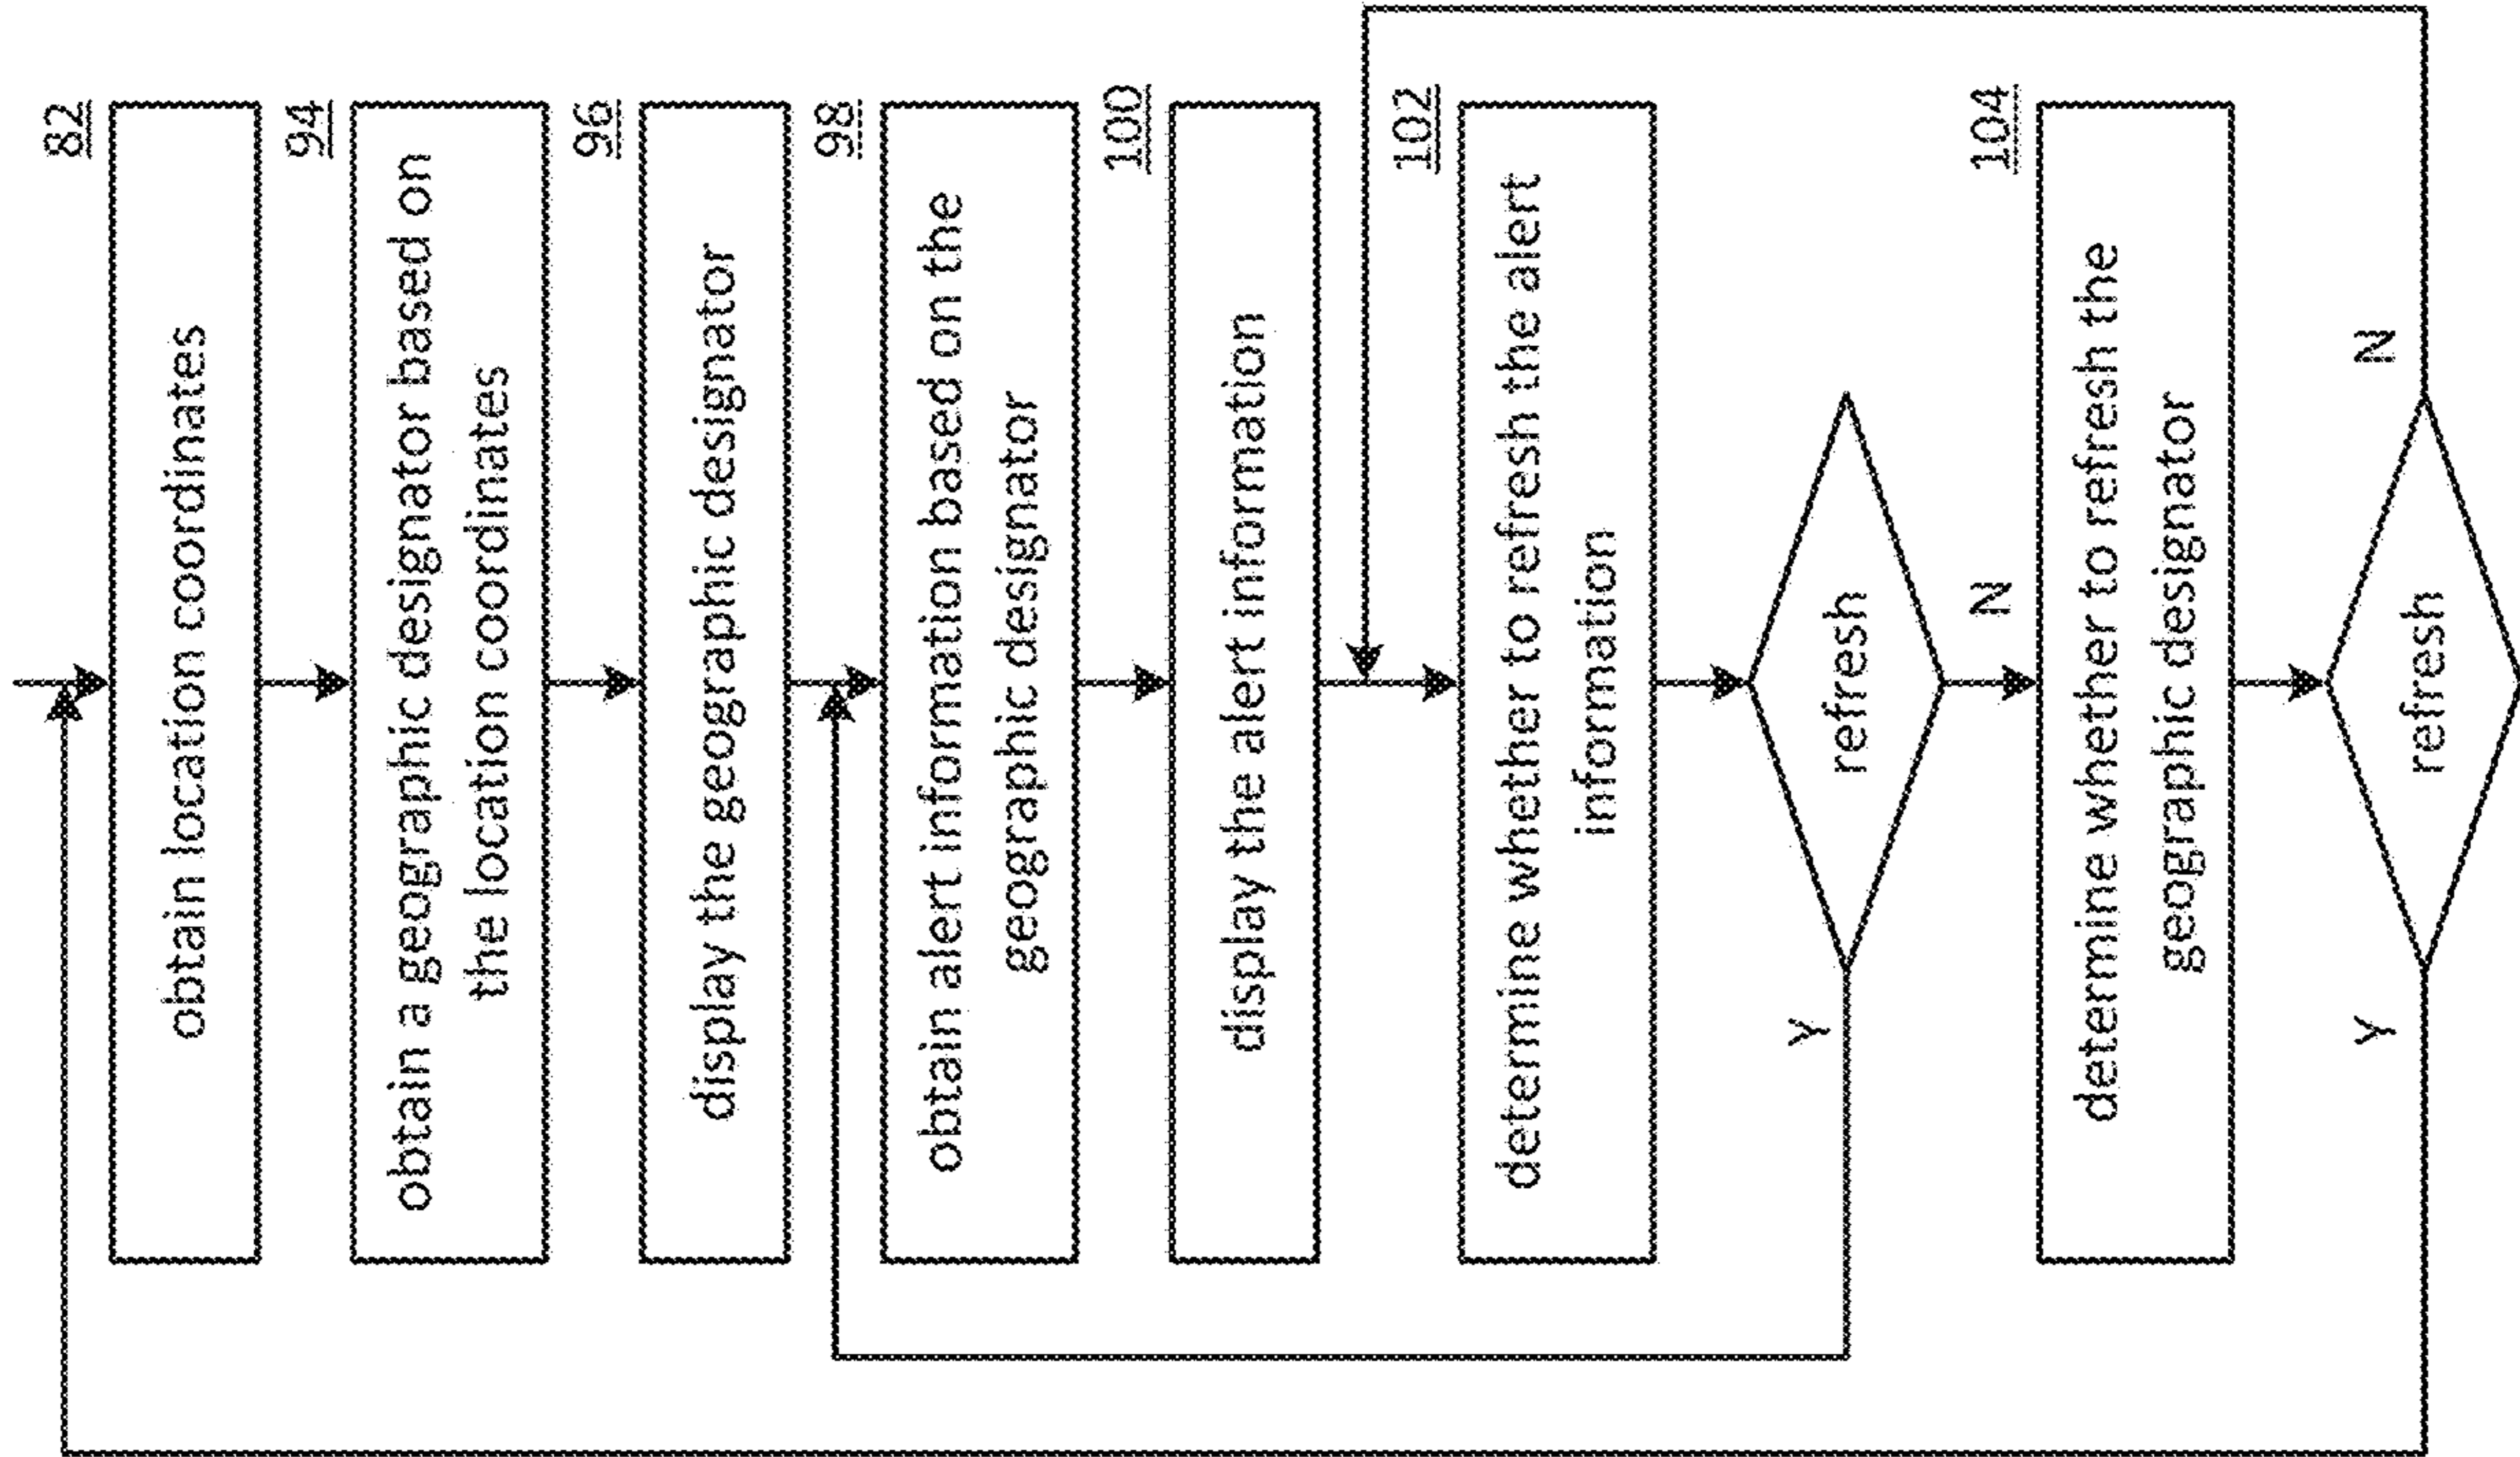 82
obtain location coordinates
94
obtain a geographic designator based on
the location coordinates
96
display the geographic designator
98
obtain alert information based on the
geographic designator
100
display the alert information
102
determine whether to refresh the alert
information
refresh
Y
N
104
determine whether to refresh the
geographic designator
refresh
Y
N